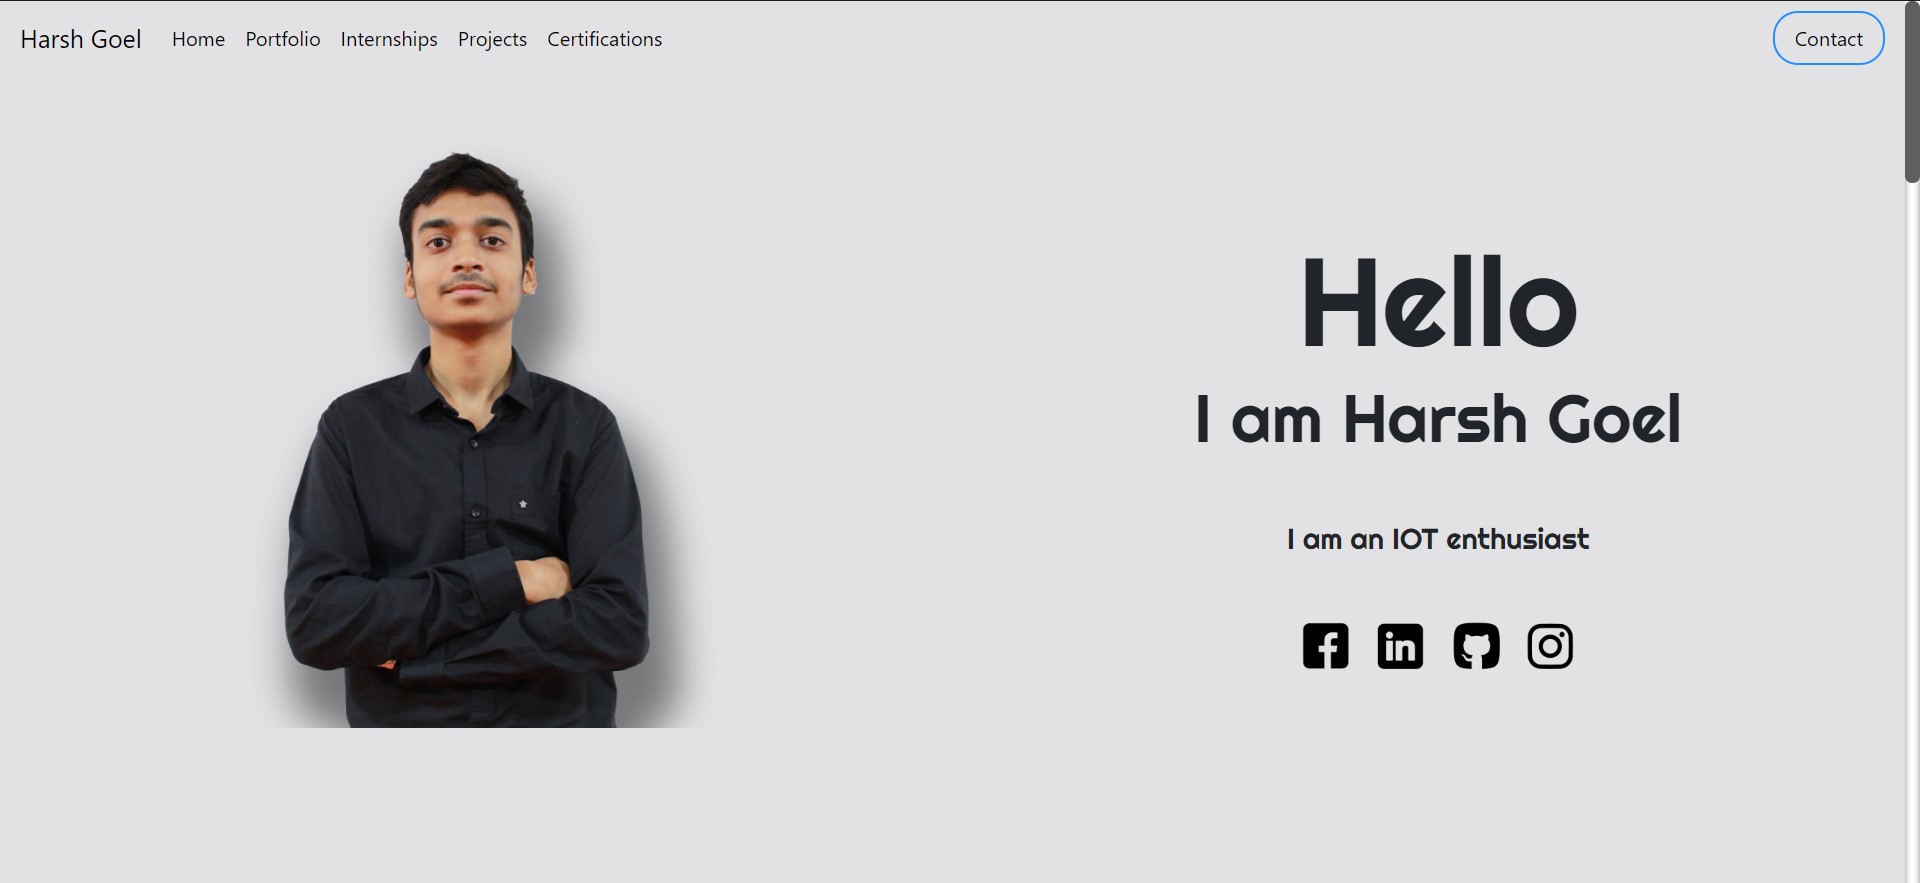 Harsh Goel Home Portfolio Internships Projects Certifications Contact
Hello
I am Harsh Goel
I am an IOT enthusiast